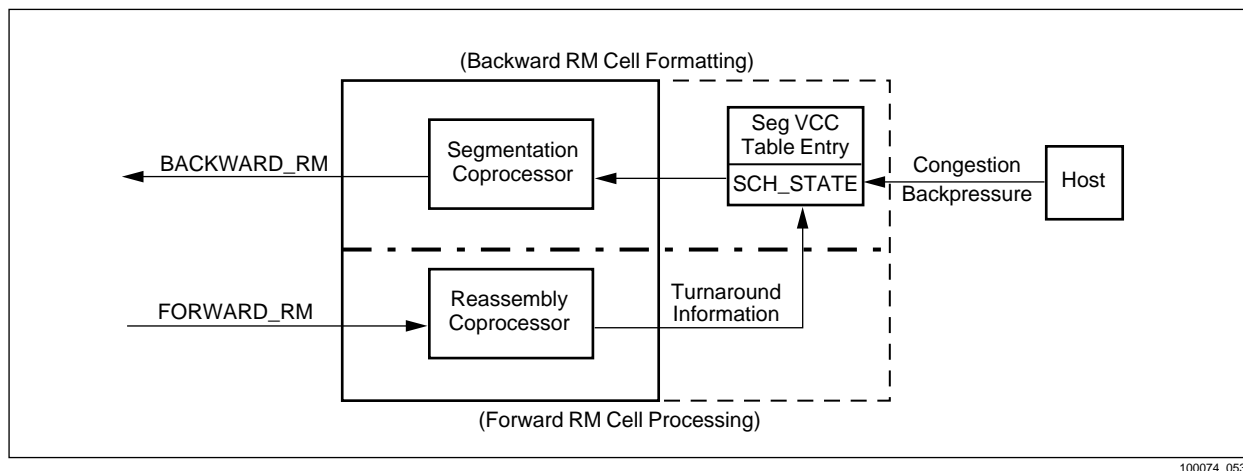 (Backward RM Cell Formatting)
Seg VCC
Table Entry
SCH_STATE
Segmentation
Coprocessor
BACKWARD_RM
Congestion
Backpressure
Host
Reassembly
Coprocessor
FORWARD_RM
Turnaround
Information
(Forward RM Cell Processing)
100074_053